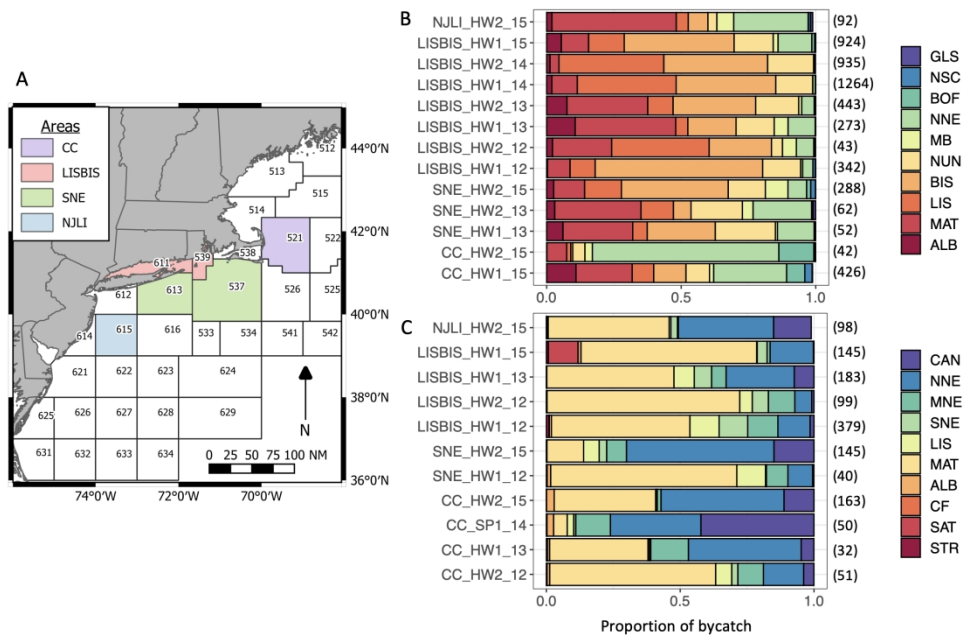 A
Areas
CC
LISBIS
SNE
NJLI
512
513
515
514
521
522
538
539
611
537
526
525
613
612
615
616
533
534
541
542
614
621
622
623
624
625
626
627
628
629
631
632
633
634
N
0 25 50 75 100 NM
44°0'N
42°0'N
40°0'N
38°0'N
36°0'N
74°0'W
72°0'W
70°0'W
B
NJLI_HW2_15 (92)
LISBIS_HW1_15 (924)
LISBIS_HW2_14 (935)
LISBIS_HW1_14 (1264)
LISBIS_HW2_13 (443)
LISBIS_HW1_13 (273)
LISBIS_HW2_12 (43)
LISBIS_HW1_12 (342)
SNE_HW2_15 (288)
SNE_HW2_13 (62)
SNE_HW1_13 (52)
CC_HW2_15 (42)
CC_HW1_15 (426)
0.0 0.5 1.0
GLS
NSC
BOF
NNE
MB
NUN
BIS
LIS
MAT
ALB
C
NJLI_HW2_15 (98)
LISBIS_HW1_15 (145)
LISBIS_HW1_13 (183)
LISBIS_HW2_12 (99)
LISBIS_HW1_12 (379)
SNE_HW2_15 (145)
SNE_HW1_12 (40)
CC_HW2_15 (163)
CC_SP1_14 (50)
CC_HW1_13 (32)
CC_HW2_12 (51)
0.0 0.5 1.0
Proportion of bycatch
CAN
NNE
MNE
SNE
LIS
MAT
ALB
CF
SAT
STR